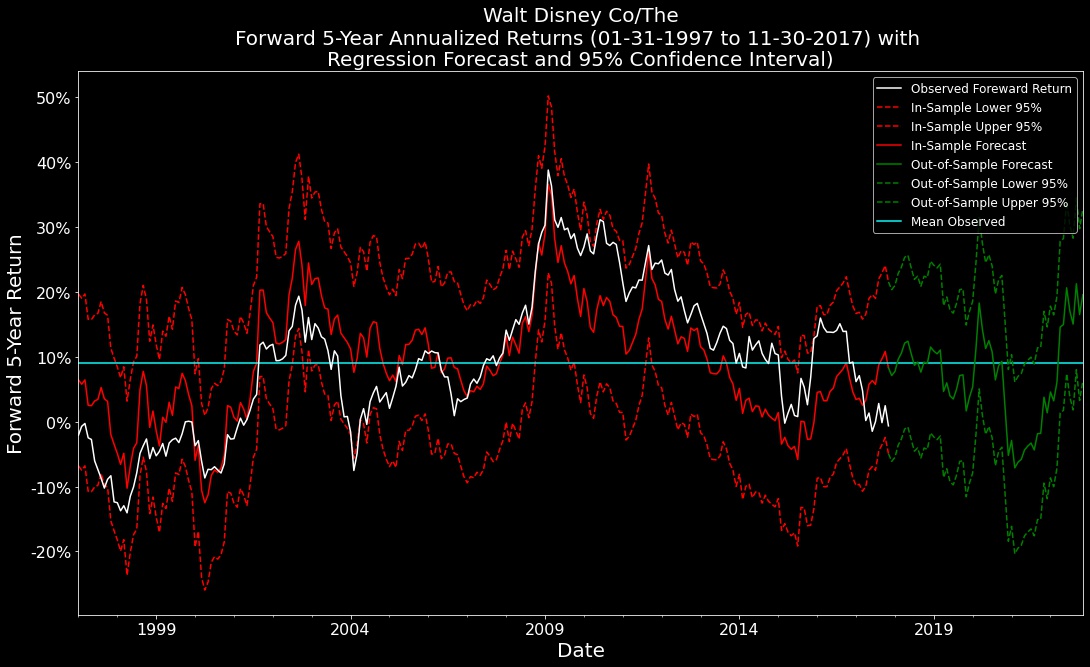 Walt Disney Co/The
Forward 5-Year Annualized Returns (01-31-1997 to 11-30-2017) with
Regression Forecast and 95% Confidence Interval)
Forward 5-Year Return
50%
40%
30%
20%
10%
0%
-10%
-20%
Observed Foreward Return
In-Sample Lower 95%
In-Sample Upper 95%
In-Sample Forecast
Out-of-Sample Forecast
Out-of-Sample Lower 95%
Out-of-Sample Upper 95%
Mean Observed
1999
2004
2009
2014
2019
Date